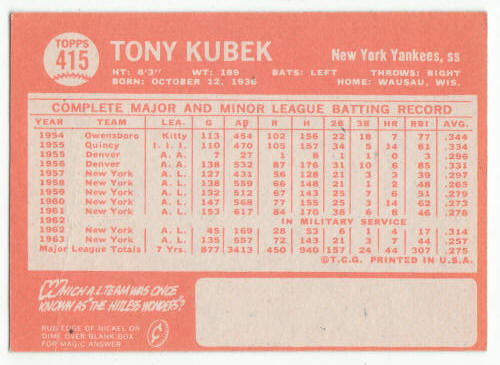 TOPPS
415
TONY KUBEK
New York Yankees, SS
HT: 6'3" WT: 189 BATS: LEFT THROWS: RIGHT
BORN: OCTOBER 12, 1936 HOME: WAUSAU, WIS.
COMPLETE MAJOR AND MINOR LEAGUE BATTING RECORD
YEAR TEAM LEA. G AB R H 2B 3B HR RBI AVG.
1954 Owensboro Kitty 113 454 102 156 22 18 7 77 .344
1955 Quincy I. I. I. 110 470 105 157 34 5 14 81 .334
1955 Denver A. A. 7 27 1 8 1 1 0 3 .296
1956 Denver A. A. 138 532 87 176 31 10 6 85 .331
1957 New York A. L. 127 431 56 128 21 3 3 39 .297
1958 New York A. L. 138 559 66 148 21 1 2 48 .265
1959 New York A. L. 132 512 67 143 25 7 6 51 .279
1960 New York A. L. 147 568 77 155 25 3 14 62 .273
1961 New York A. L. 153 617 84 170 38 6 8 46 .276
1962 IN MILITARY SERVICE
1962 New York A. L. 45 169 28 53 6 1 4 17 .314
1963 New York A. L. 135 557 72 143 21 3 7 44 .257
Major League Totals 7 Yrs. 877 3413 450 940 157 24 44 307 .275
©T.C.G. PRINTED IN U.S.A.
WHICH A.L. TEAM WAS ONCE
KNOWN AS "THE HITLESS WONDERS?"
RUB EDGE OF NICKEL OR
DIME OVER BLANK BOX
FOR MAGIC ANSWER